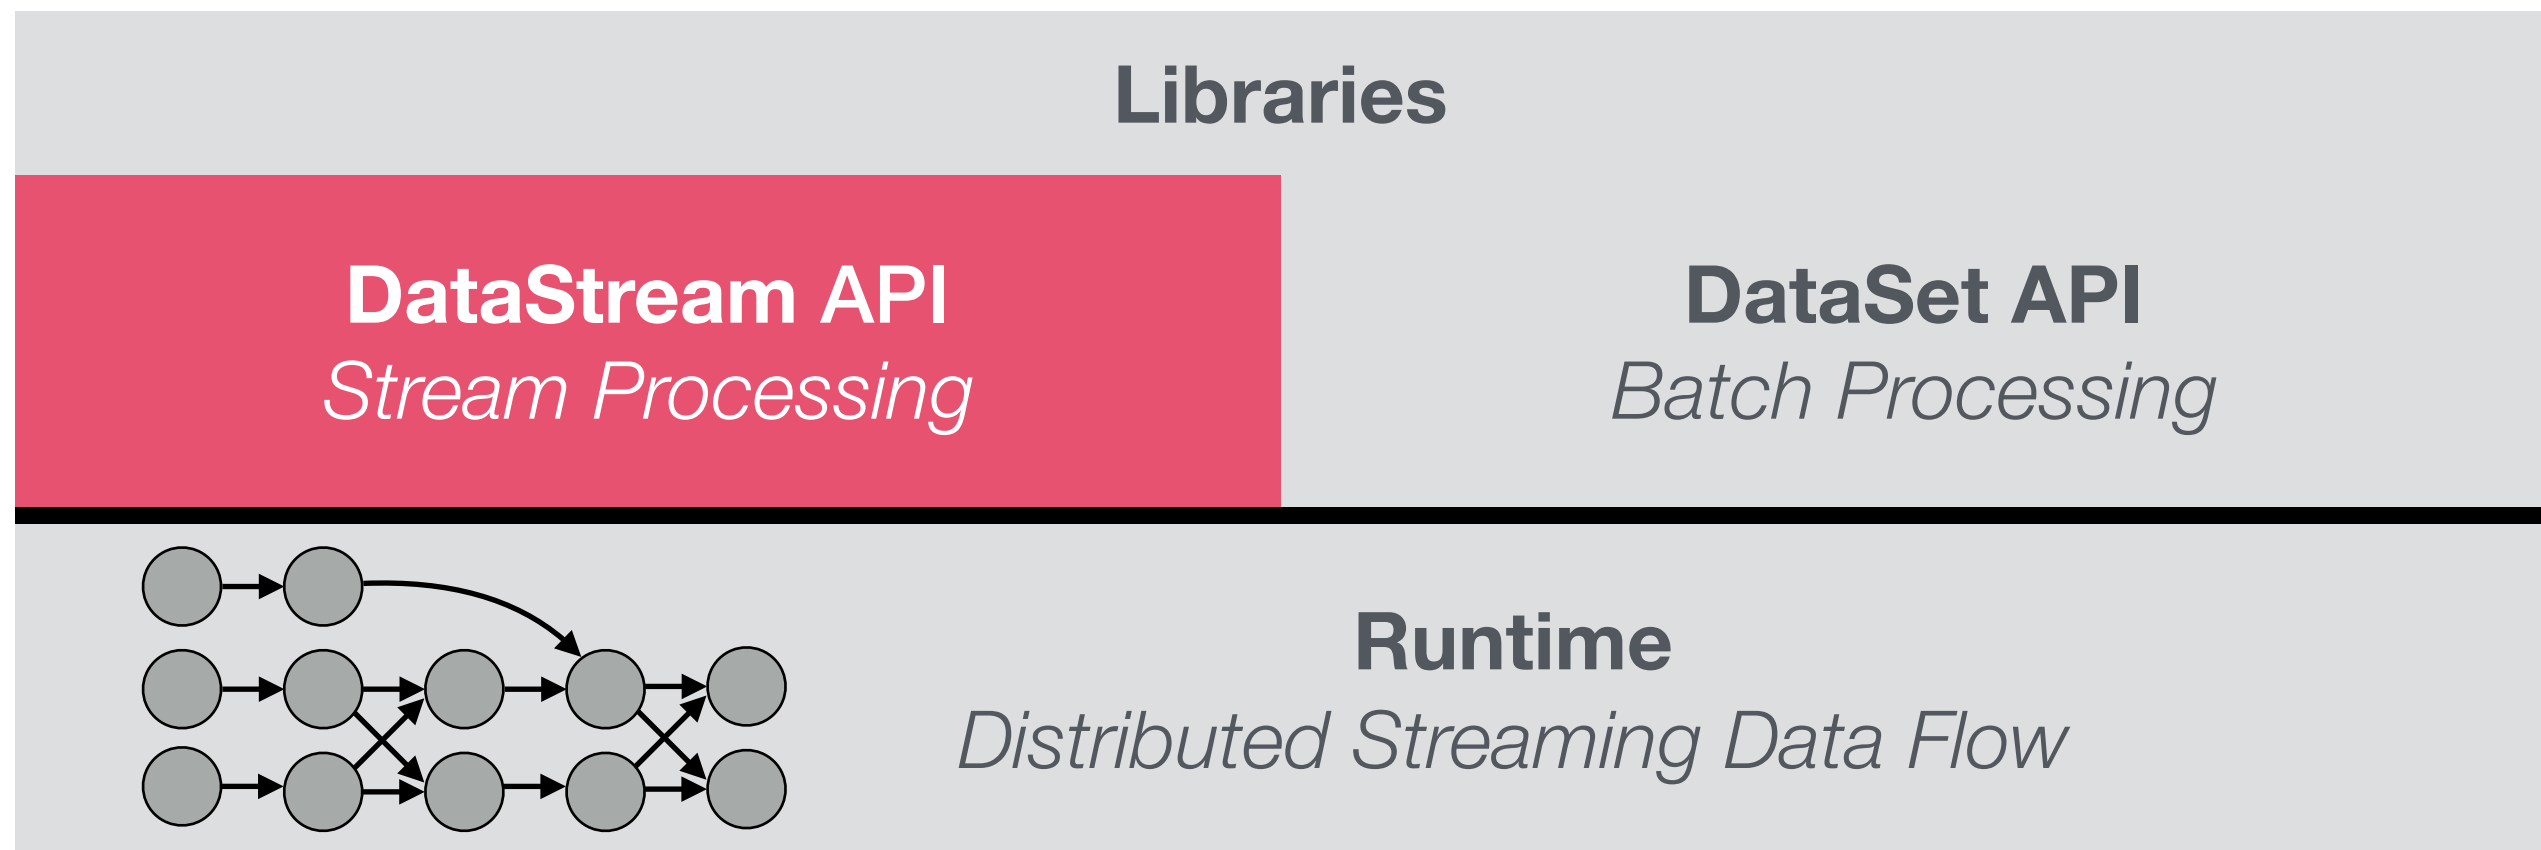 Libraries
DataStream API
Stream Processing
DataSet API
Batch Processing
Runtime
Distributed Streaming Data Flow